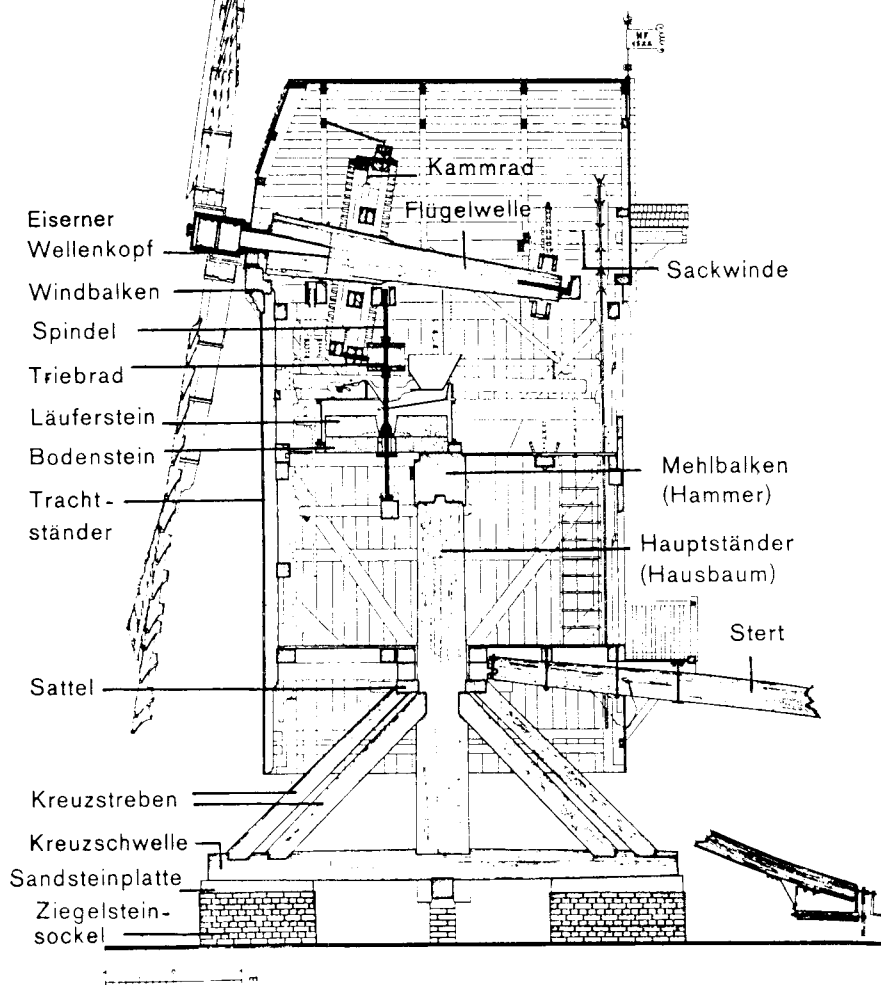 Kammrad
Flügelwelle
Eiserner
Wellenkopf
Windbalken
Spindel
Triebrad
Läuferstein
Bodenstein
Tracht-
ständer
Sattel
Kreuzstreben
Kreuzschwelle
Sandsteinplatte
Ziegelstein-
sockel
Sackwinde
Mehlbalken
(Hammer)
Hauptständer
(Hausbaum)
Stert